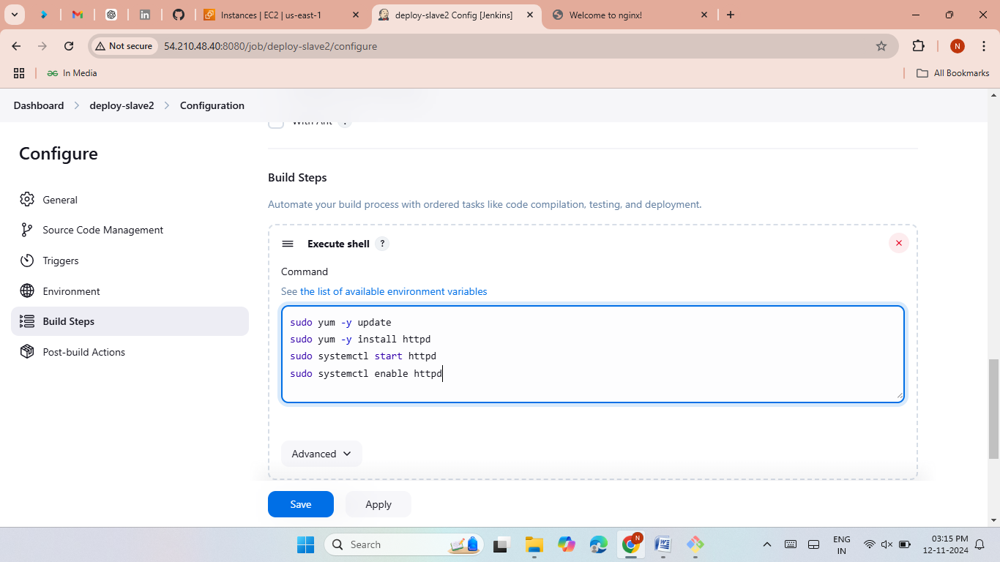 Instances | EC2 | us-east-1
deploy-slave2 Config [Jenkins]
Welcome to nginx!
Not secure
54.210.48.40:8080/job/deploy-slave2/configure
N
In Media
All Bookmarks
Dashboard
deploy-slave2
Configuration
With Ant ?
Configure
General
Source Code Management
Triggers
Environment
Build Steps
Post-build Actions
Build Steps
Automate your build process with ordered tasks like code compilation, testing, and deployment.
Execute shell ?
Command
See the list of available environment variables
sudo yum -y update
sudo yum -y install httpd
sudo systemctl start httpd
sudo systemctl enable httpd
Advanced
Save
Apply
Search
N
ENG
IN
03:15 PM
12-11-2024